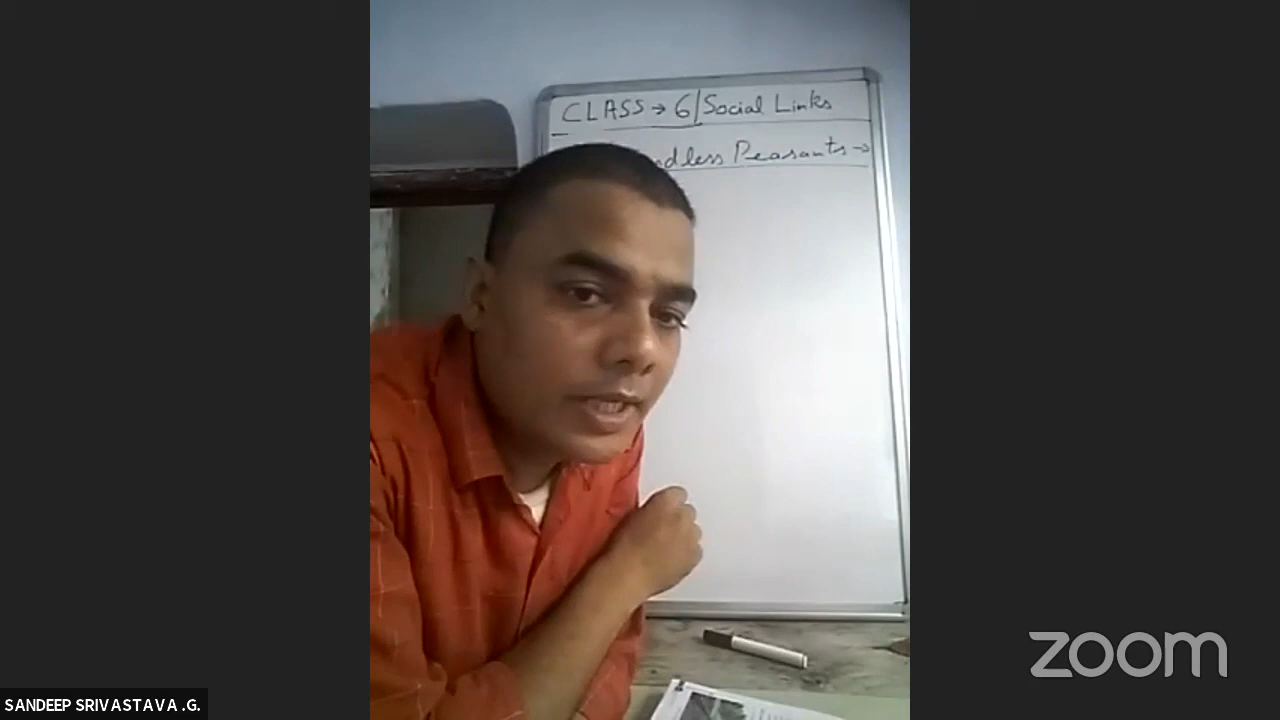 CLASS → 6/Social Links
Peasants →
zoom
SANDEEP SRIVASTAVA .G.